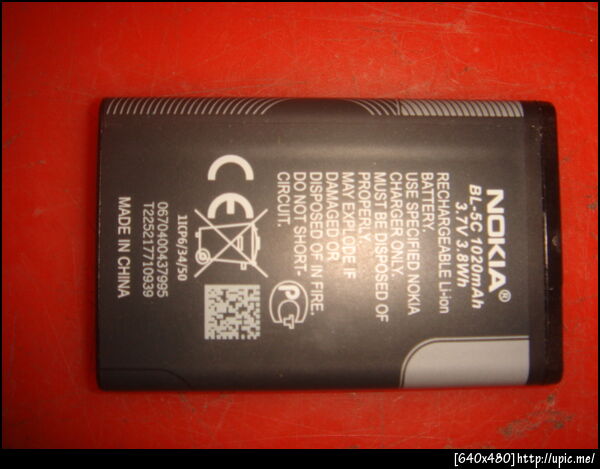 NOKIA®
BL-5C 1020mAh
3.7V 3.8Wh
RECHARGEABLE Li-ion
BATTERY.
USE SPECIFIED NOKIA
CHARGER ONLY.
MUST BE DISPOSED OF
PROPERLY.
MAY EXPLODE IF
DAMAGED OR
DISPOSED OF IN FIRE.
DO NOT SHORT-
CIRCUIT.
CE
PCT
1ICP6/34/50
0670400437995
T225217710939
MADE IN CHINA
[640x480]http://upic.me/